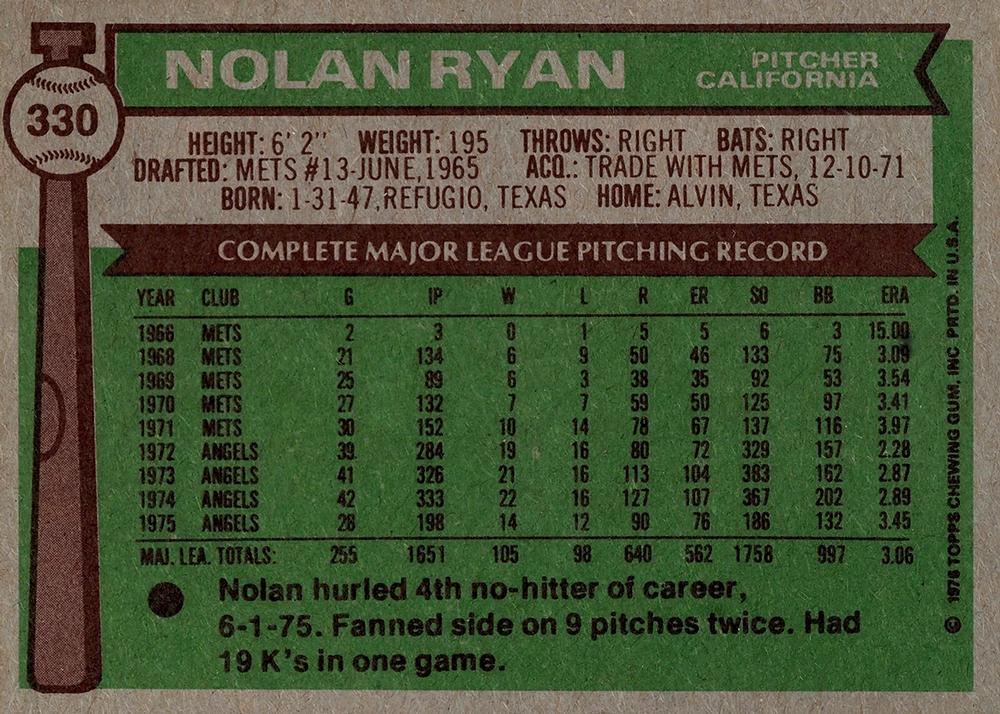 330
NOLAN RYAN
PITCHER
CALIFORNIA
HEIGHT: 6' 2" WEIGHT: 195 THROWS: RIGHT BATS: RIGHT
DRAFTED: METS #13-JUNE, 1965 ACQ.: TRADE WITH METS, 12-10-71
BORN: 1-31-47, REFUGIO, TEXAS HOME: ALVIN, TEXAS
COMPLETE MAJOR LEAGUE PITCHING RECORD
YEAR CLUB G IP W L R ER SO BB ERA
1966 METS 2 3 0 1 5 5 6 3 15.00
1968 METS 21 134 6 9 50 46 133 75 3.09
1969 METS 25 89 6 3 38 35 92 53 3.54
1970 METS 27 132 7 7 59 50 125 97 3.41
1971 METS 30 152 10 14 78 67 137 116 3.97
1972 ANGELS 39 284 19 16 80 72 329 157 2.28
1973 ANGELS 41 326 21 16 113 104 383 162 2.87
1974 ANGELS 42 333 22 16 127 107 367 202 2.89
1975 ANGELS 28 198 14 12 90 76 186 132 3.45
MAJ. LEA. TOTALS: 255 1651 105 98 640 562 1758 997 3.06
Nolan hurled 4th no-hitter of career,
6-1-75. Fanned side on 9 pitches twice. Had
19 K's in one game.
© 1976 TOPPS CHEWING GUM, INC PRTD. IN U.S.A.